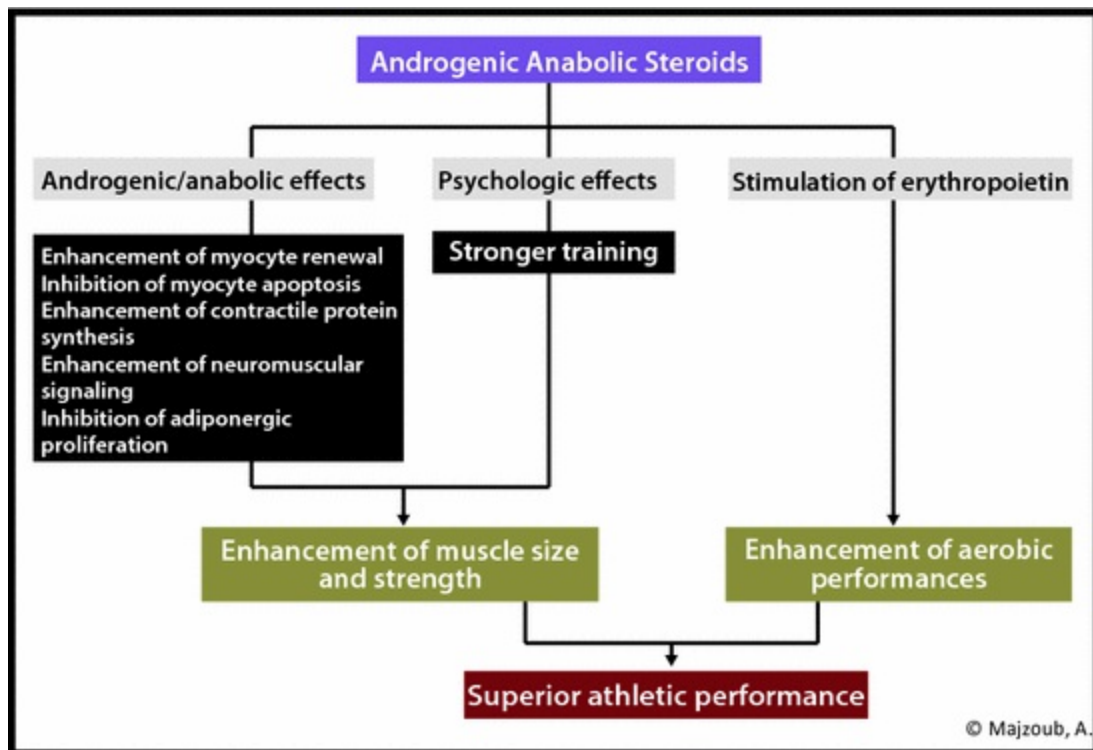 Androgenic Anabolic Steroids
Androgenic/anabolic effects
Psychologic effects
Stimulation of erythropoietin
Enhancement of myocyte renewal
Inhibition of myocyte apoptosis
Enhancement of contractile protein
synthesis
Enhancement of neuromuscular
signaling
Inhibition of adiponergic
proliferation
Stronger training
Enhancement of muscle size
and strength
Enhancement of aerobic
performances
Superior athletic performance
© Majzoub, A.